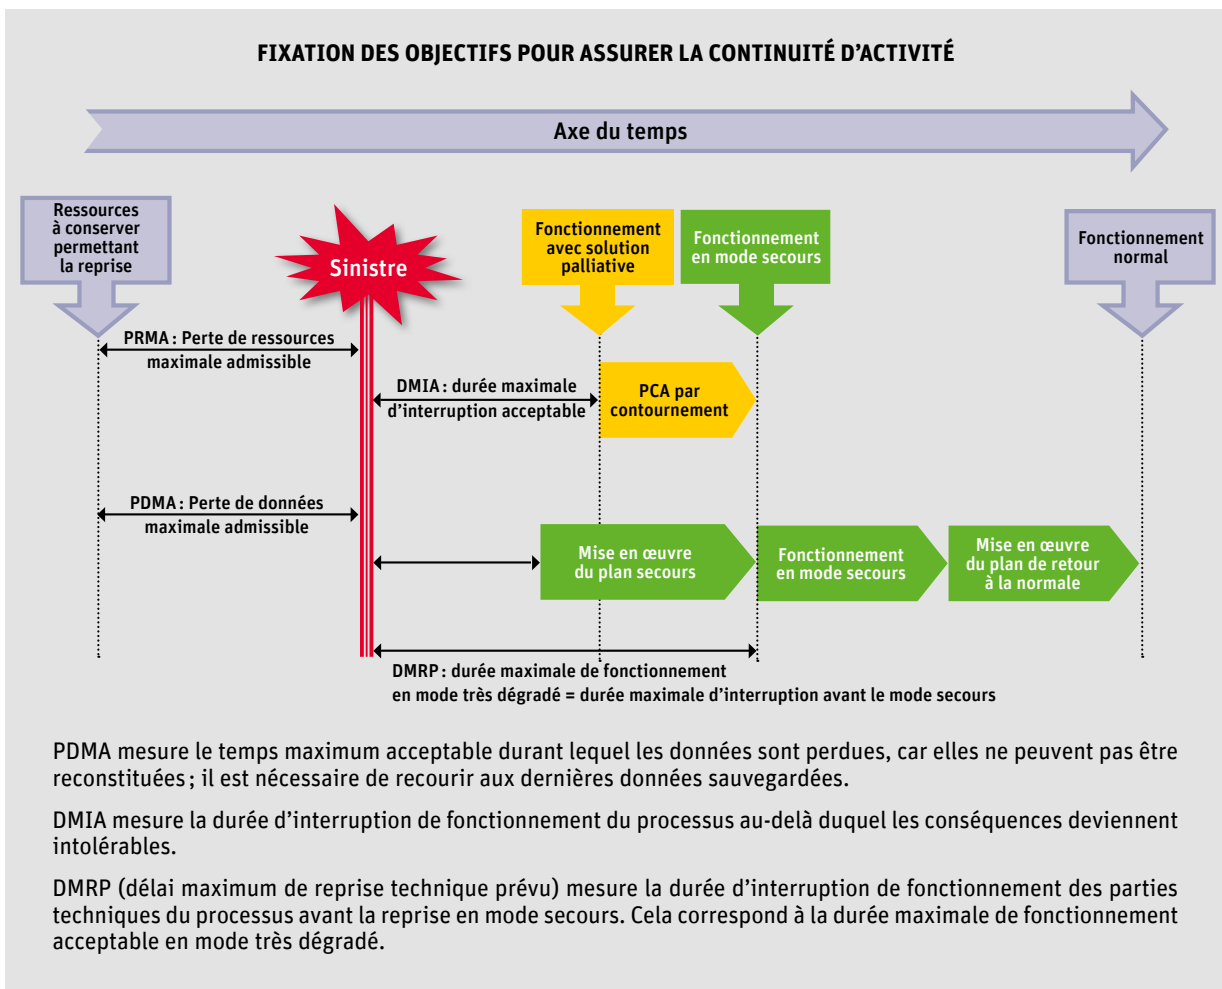 FIXATION DES OBJECTIFS POUR ASSURER LA CONTINUITÉ D’ACTIVITÉ
Axe du temps
Ressources
à conserver
permettant
la reprise
Sinistre
Fonctionnement
avec solution
palliative
Fonctionnement
en mode secours
Fonctionnement
normal
PRMA : Perte de ressources
maximale admissible
DMIA : durée maximale
d’interruption acceptable
PCA par
contournement
PDMA : Perte de données
maximale admissible
Mise en œuvre
du plan secours
Fonctionnement
en mode secours
Mise en œuvre
du plan de retour
à la normale
DMRP : durée maximale de fonctionnement
en mode très dégradé = durée maximale d’interruption avant le mode secours
PDMA mesure le temps maximum acceptable durant lequel les données sont perdues, car elles ne peuvent pas être
reconstituées ; il est nécessaire de recourir aux dernières données sauvegardées.
DMIA mesure la durée d’interruption de fonctionnement du processus au-delà duquel les conséquences deviennent
intolérables.
DMRP (délai maximum de reprise technique prévu) mesure la durée d’interruption de fonctionnement des parties
techniques du processus avant la reprise en mode secours. Cela correspond à la durée maximale de fonctionnement
acceptable en mode très dégradé.